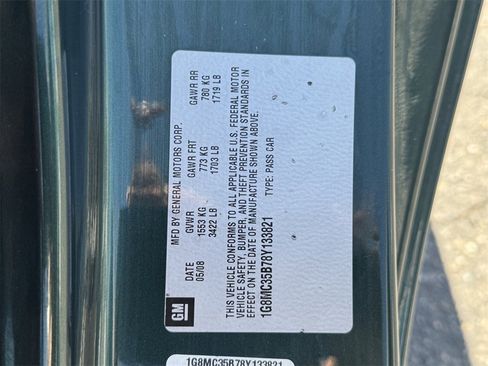 GM
MFD BY GENERAL MOTORS CORP.
DATE GVWR GAWR FRT GAWR RR
05/08 1553 KG 773 KG 780 KG
3422 LB 1703 LB 1719 LB
THIS VEHICLE CONFORMS TO ALL APPLICABLE U.S. FEDERAL MOTOR
VEHICLE SAFETY, BUMPER, AND THEFT PREVENTION STANDARDS IN
EFFECT ON THE DATE OF MANUFACTURE SHOWN ABOVE.
1G8MC35B78Y133821 TYPE: PASS CAR
1G8MC35B78Y133821